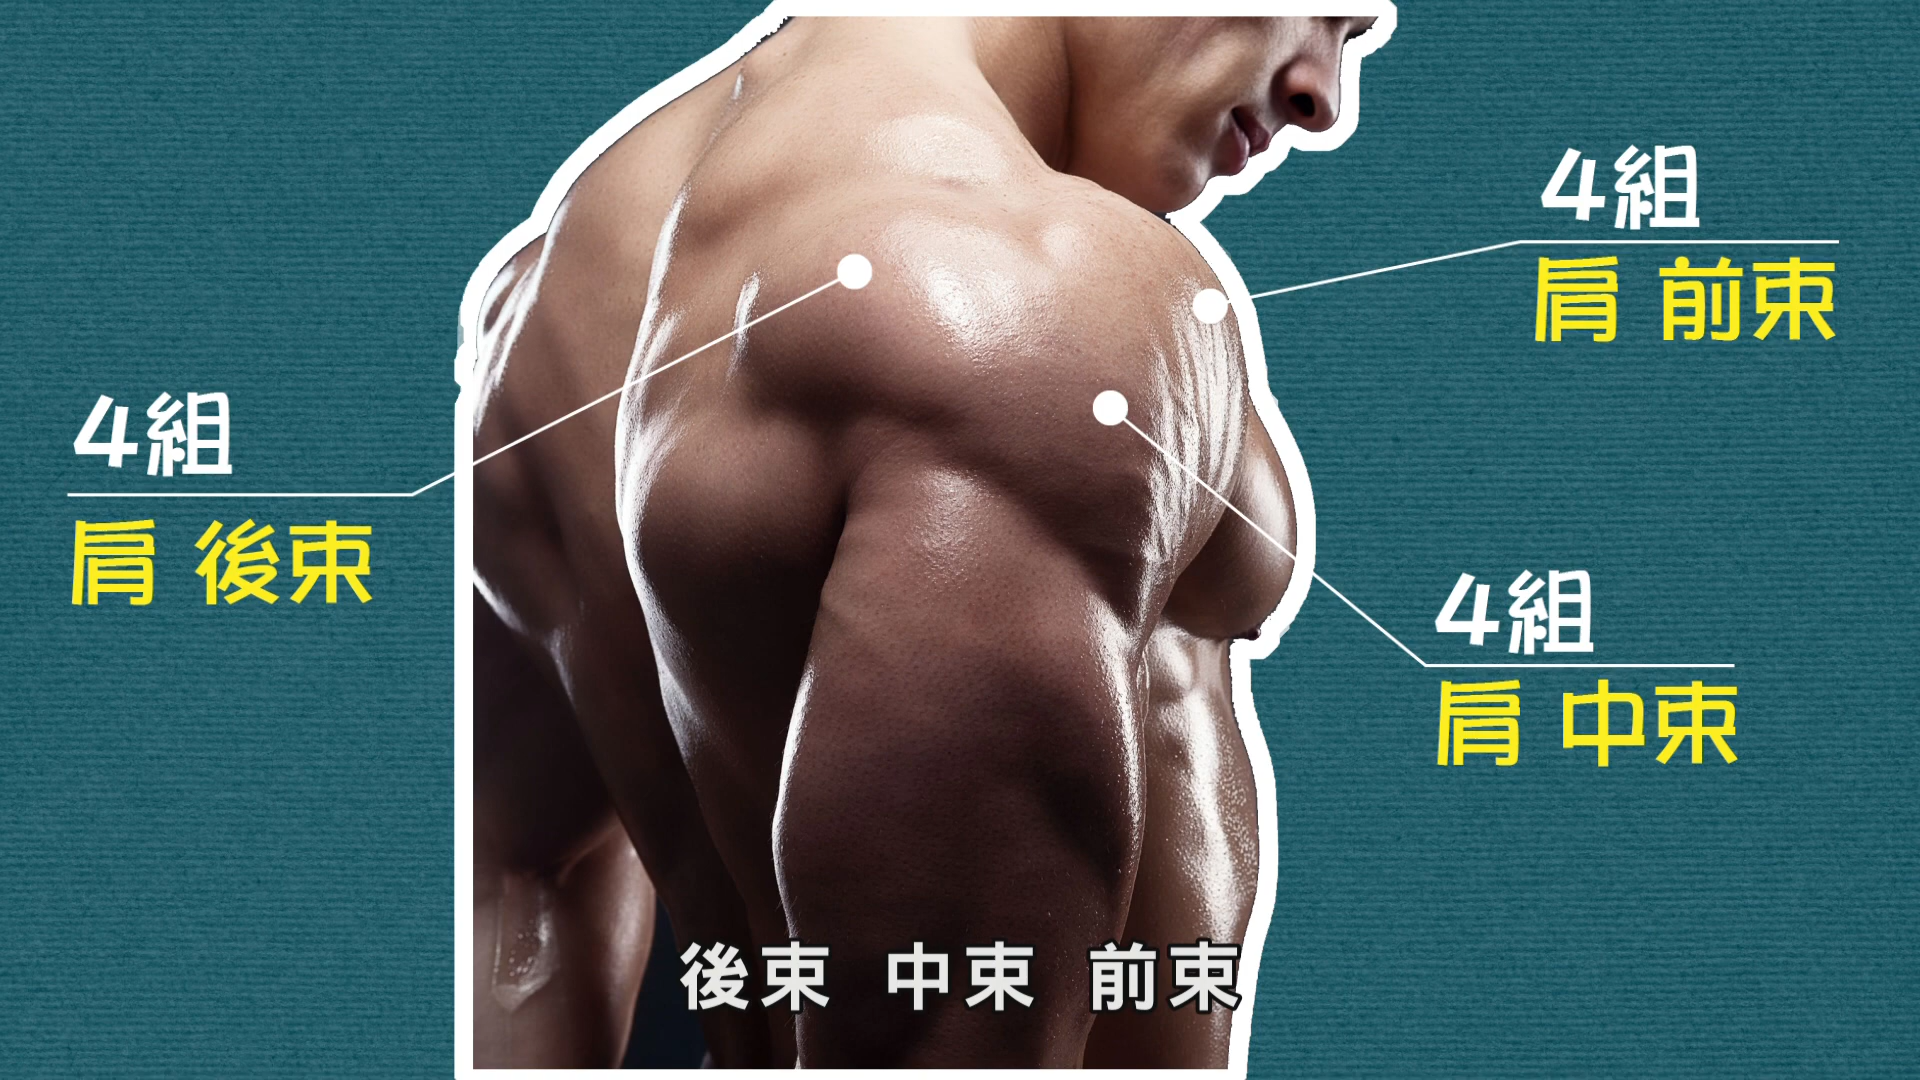 4組
肩 前束
4組
肩 後束
4組
肩 中束
後束 中束 前束